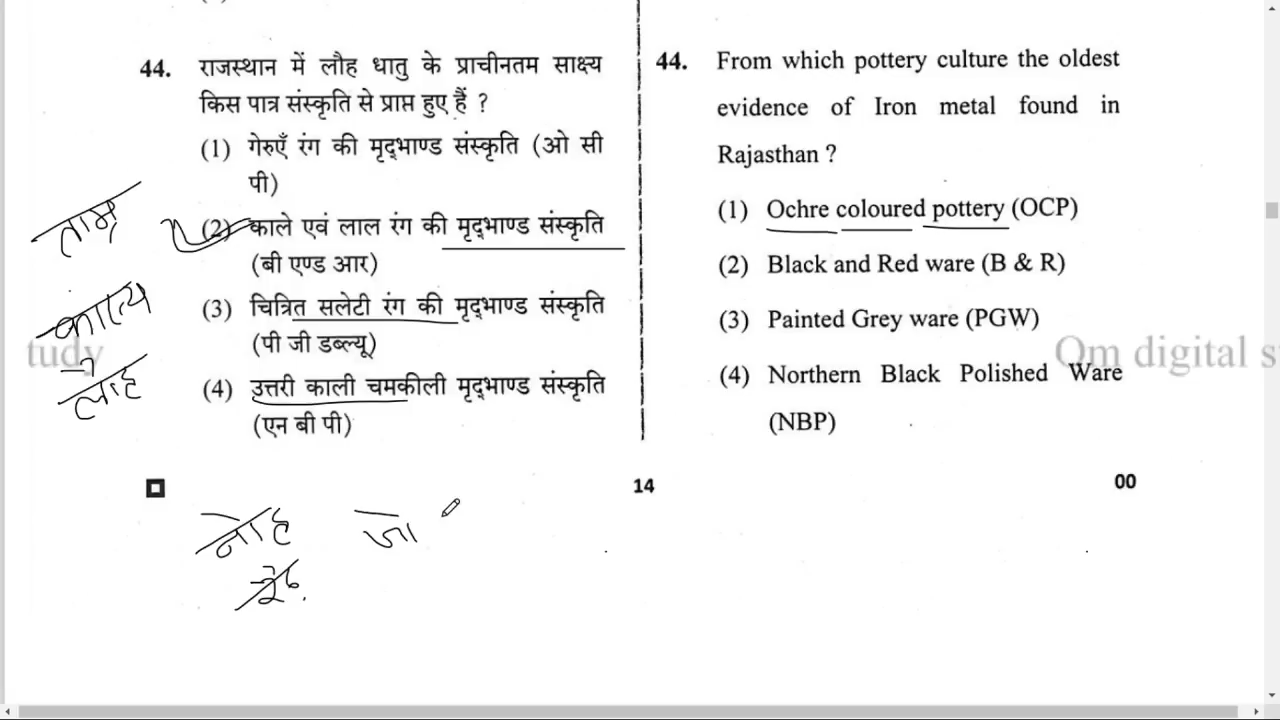 44. राजस्थान में लौह धातु के प्राचीनतम साक्ष्य
किस पात्र संस्कृति से प्राप्त हुए हैं ?
(1) गेरुएँ रंग की मृद्भाण्ड संस्कृति (ओ सी
पी)
(2) काले एवं लाल रंग की मृद्भाण्ड संस्कृति
(बी एण्ड आर)
(3) चित्रित सलेटी रंग की मृद्भाण्ड संस्कृति
(पी जी डब्ल्यू)
(4) उत्तरी काली चमकीली मृद्भाण्ड संस्कृति
(एन बी पी)
ताम्र
लौह
tudy
44. From which pottery culture the oldest
evidence of Iron metal found in
Rajasthan ?
(1) Ochre coloured pottery (OCP)
(2) Black and Red ware (B & R)
(3) Painted Grey ware (PGW)
(4) Northern Black Polished Ware
(NBP)
Om digital s
14
00
नोह
जो